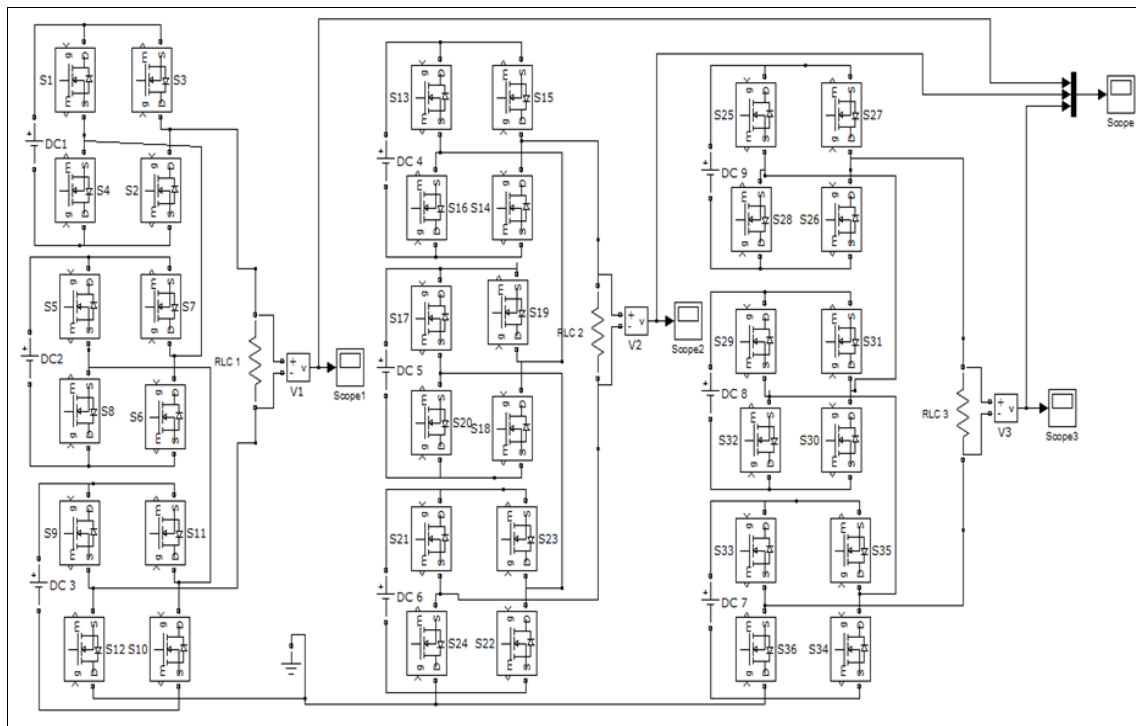 S1
S3
DC1
S4
S2
S5
S7
DC2
S8
S6
S9
S11
DC 3
S12
S10
RLC 1
+
-
v
V1
Scope1
S13
S15
DC 4
S16
S14
S17
S19
DC 5
S20
S18
S21
S23
DC 6
S24
S22
RLC 2
+
-
v
V2
Scope2
S25
S27
DC 9
S28
S26
S29
S31
DC 8
S32
S30
S33
S35
DC 7
S36
S34
RLC 3
+
-
v
V3
Scope3
Scope